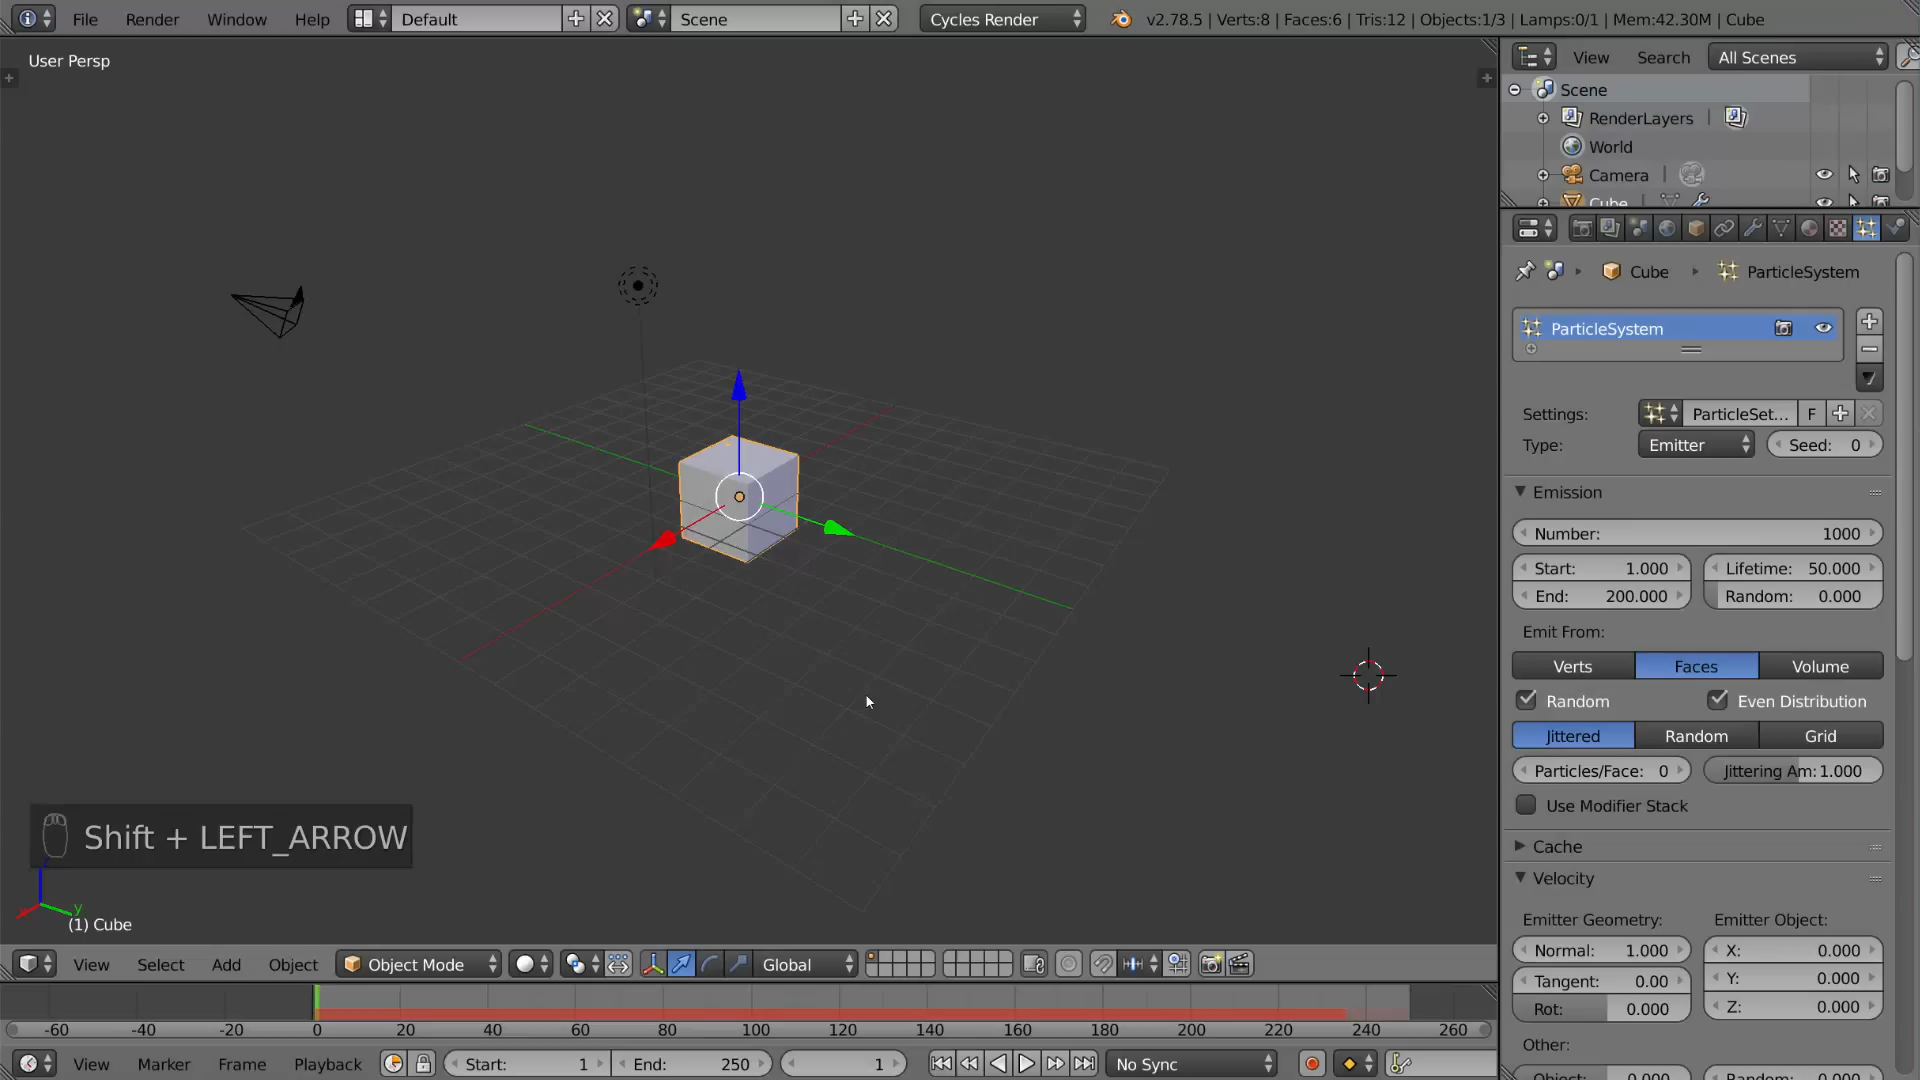 File Render Window Help Default Scene Cycles Render v2.78.5 | Verts:8 | Faces:6 | Tris:12 | Objects:1/3 | Lamps:0/1 | Mem:42.30M | Cube
User Persp
View Search All Scenes
Scene
RenderLayers
World
Camera
Cube
Cube ParticleSystem
ParticleSystem
Settings: ParticleSet... F
Type: Emitter Seed: 0
Emission
Number: 1000
Start: 1.000 Lifetime: 50.000
End: 200.000 Random: 0.000
Emit From:
Verts Faces Volume
Random Even Distribution
Jittered Random Grid
Particles/Face: 0 Jittering Am: 1.000
Use Modifier Stack
Cache
Velocity
Emitter Geometry: Emitter Object:
Normal: 1.000 X: 0.000
Tangent: 0.00 Y: 0.000
Rot: 0.000 Z: 0.000
Other:
Object: 0.000 Random: 0.000
Shift + LEFT_ARROW
y
(1) Cube
View Select Add Object Object Mode Global
-60 -40 -20 0 20 40 60 80 100 120 140 160 180 200 220 240 260
View Marker Frame Playback Start: 1 End: 250 1 No Sync